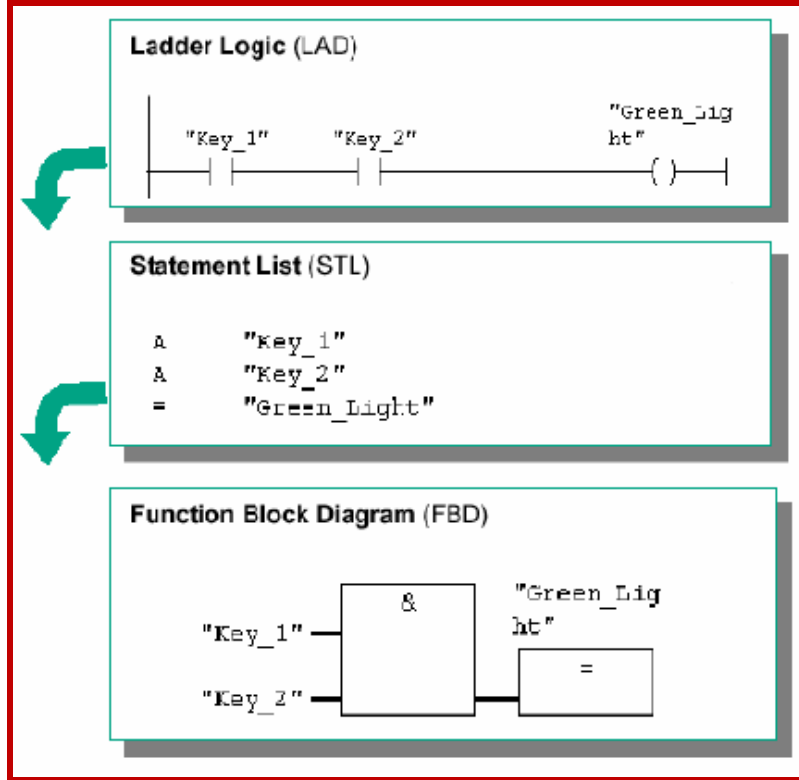 Ladder Logic (LAD)
"Green_Lig
"Key_1" "Key_2" ht"
( )
Statement List (STL)
A "Key_1"
A "Key_2"
= "Green_Light"
Function Block Diagram (FBD)
& "Green_Lig
"Key_1" ht"
=
"Key_2"